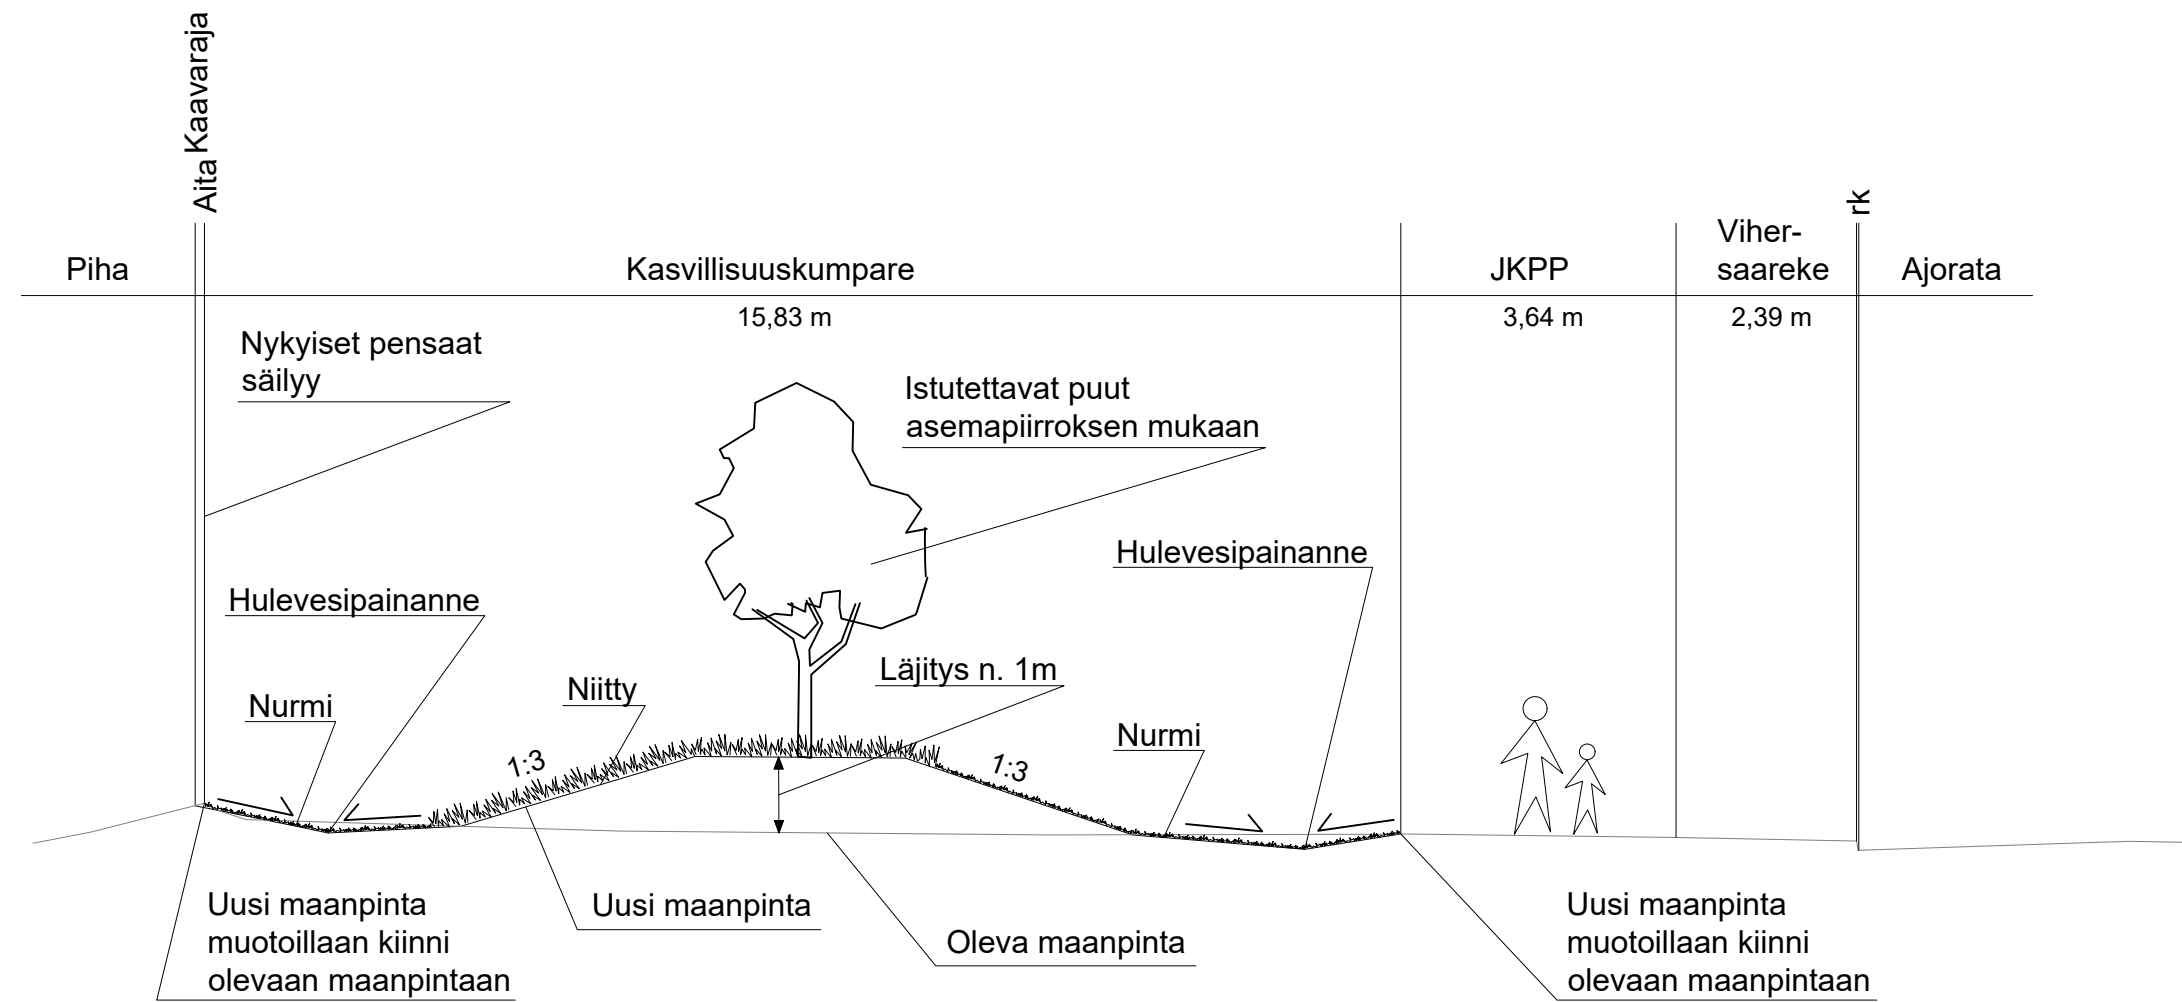 Kaavaraja
Aita
rk
Piha
Kasvillisuuskumpare
JKPP
Viher-
saareke
Ajorata
15,83 m
3,64 m
2,39 m
Nykyiset pensaat
säilyy
Istutettavat puut
asemapiirroksen mukaan
Hulevesipainanne
Hulevesipainanne
Läjitys n. 1m
Niitty
Nurmi
Nurmi
1:3
1:3
Uusi maanpinta
muotoillaan kiinni
olevaan maanpintaan
Uusi maanpinta
Oleva maanpinta
Uusi maanpinta
muotoillaan kiinni
olevaan maanpintaan